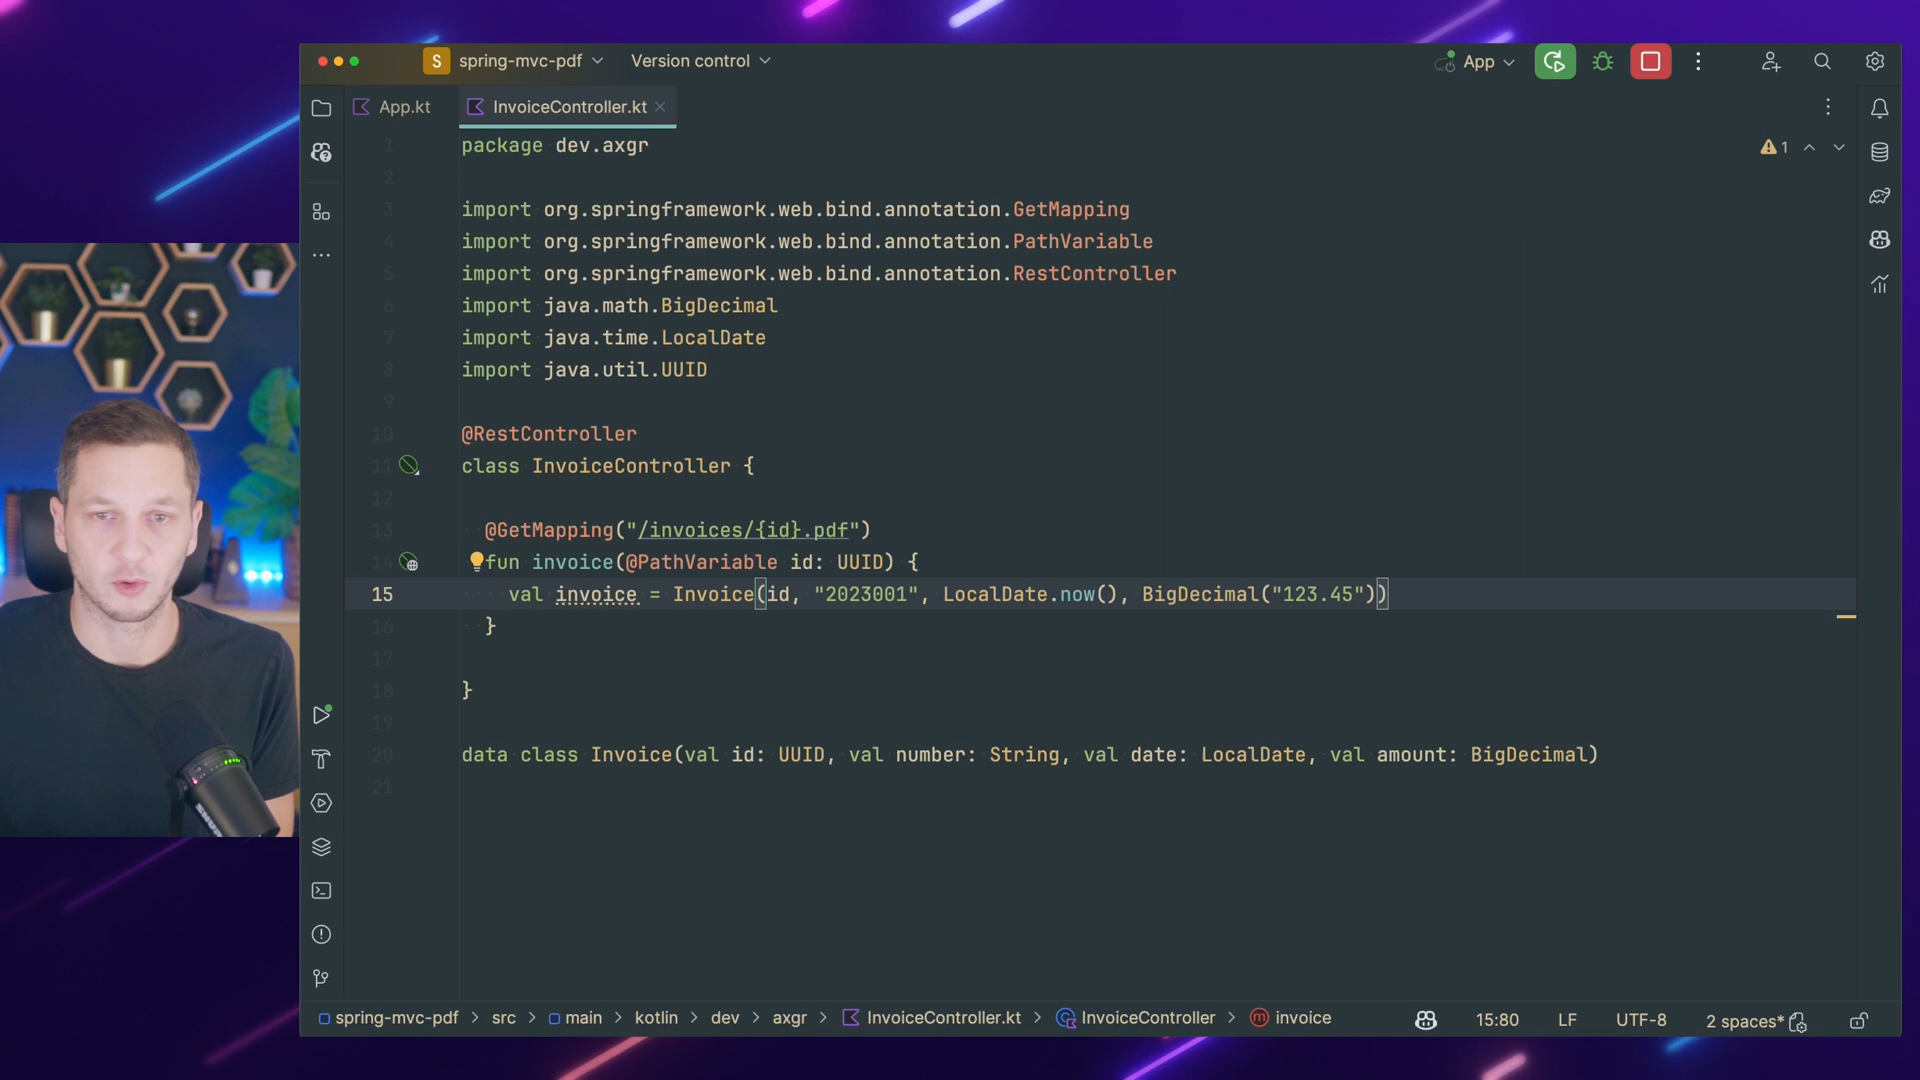 S spring-mvc-pdf Version control App
App.kt InvoiceController.kt
1 package dev.axgr 1
2
3 import org.springframework.web.bind.annotation.GetMapping
4 import org.springframework.web.bind.annotation.PathVariable
5 import org.springframework.web.bind.annotation.RestController
6 import java.math.BigDecimal
7 import java.time.LocalDate
8 import java.util.UUID
9
10 @RestController
11 class InvoiceController {
12
13 @GetMapping("/invoices/{id}.pdf")
14 fun invoice(@PathVariable id: UUID) {
15 val invoice = Invoice(id, "2023001", LocalDate.now(), BigDecimal("123.45"))
16 }
17
18 }
19
20 data class Invoice(val id: UUID, val number: String, val date: LocalDate, val amount: BigDecimal)
21
spring-mvc-pdf > src > main > kotlin > dev > axgr > InvoiceController.kt > InvoiceController > m invoice 15:80 LF UTF-8 2 spaces*